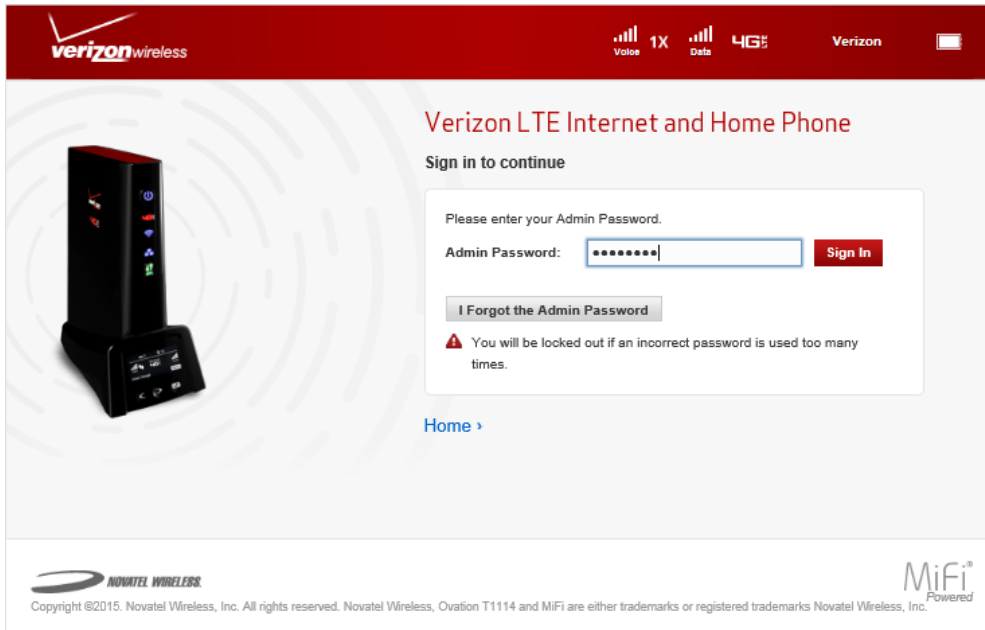 verizonwireless
Voice 1X Data 4G LTE Verizon
Verizon LTE Internet and Home Phone
Sign in to continue
Please enter your Admin Password.
Admin Password: •••••••• Sign In
I Forgot the Admin Password
You will be locked out if an incorrect password is used too many
times.
Home ›
NOVATEL WIRELESS.
MiFi®
Powered
Copyright ©2015. Novatel Wireless, Inc. All rights reserved. Novatel Wireless, Ovation T1114 and MiFi are either trademarks or registered trademarks Novatel Wireless, Inc.